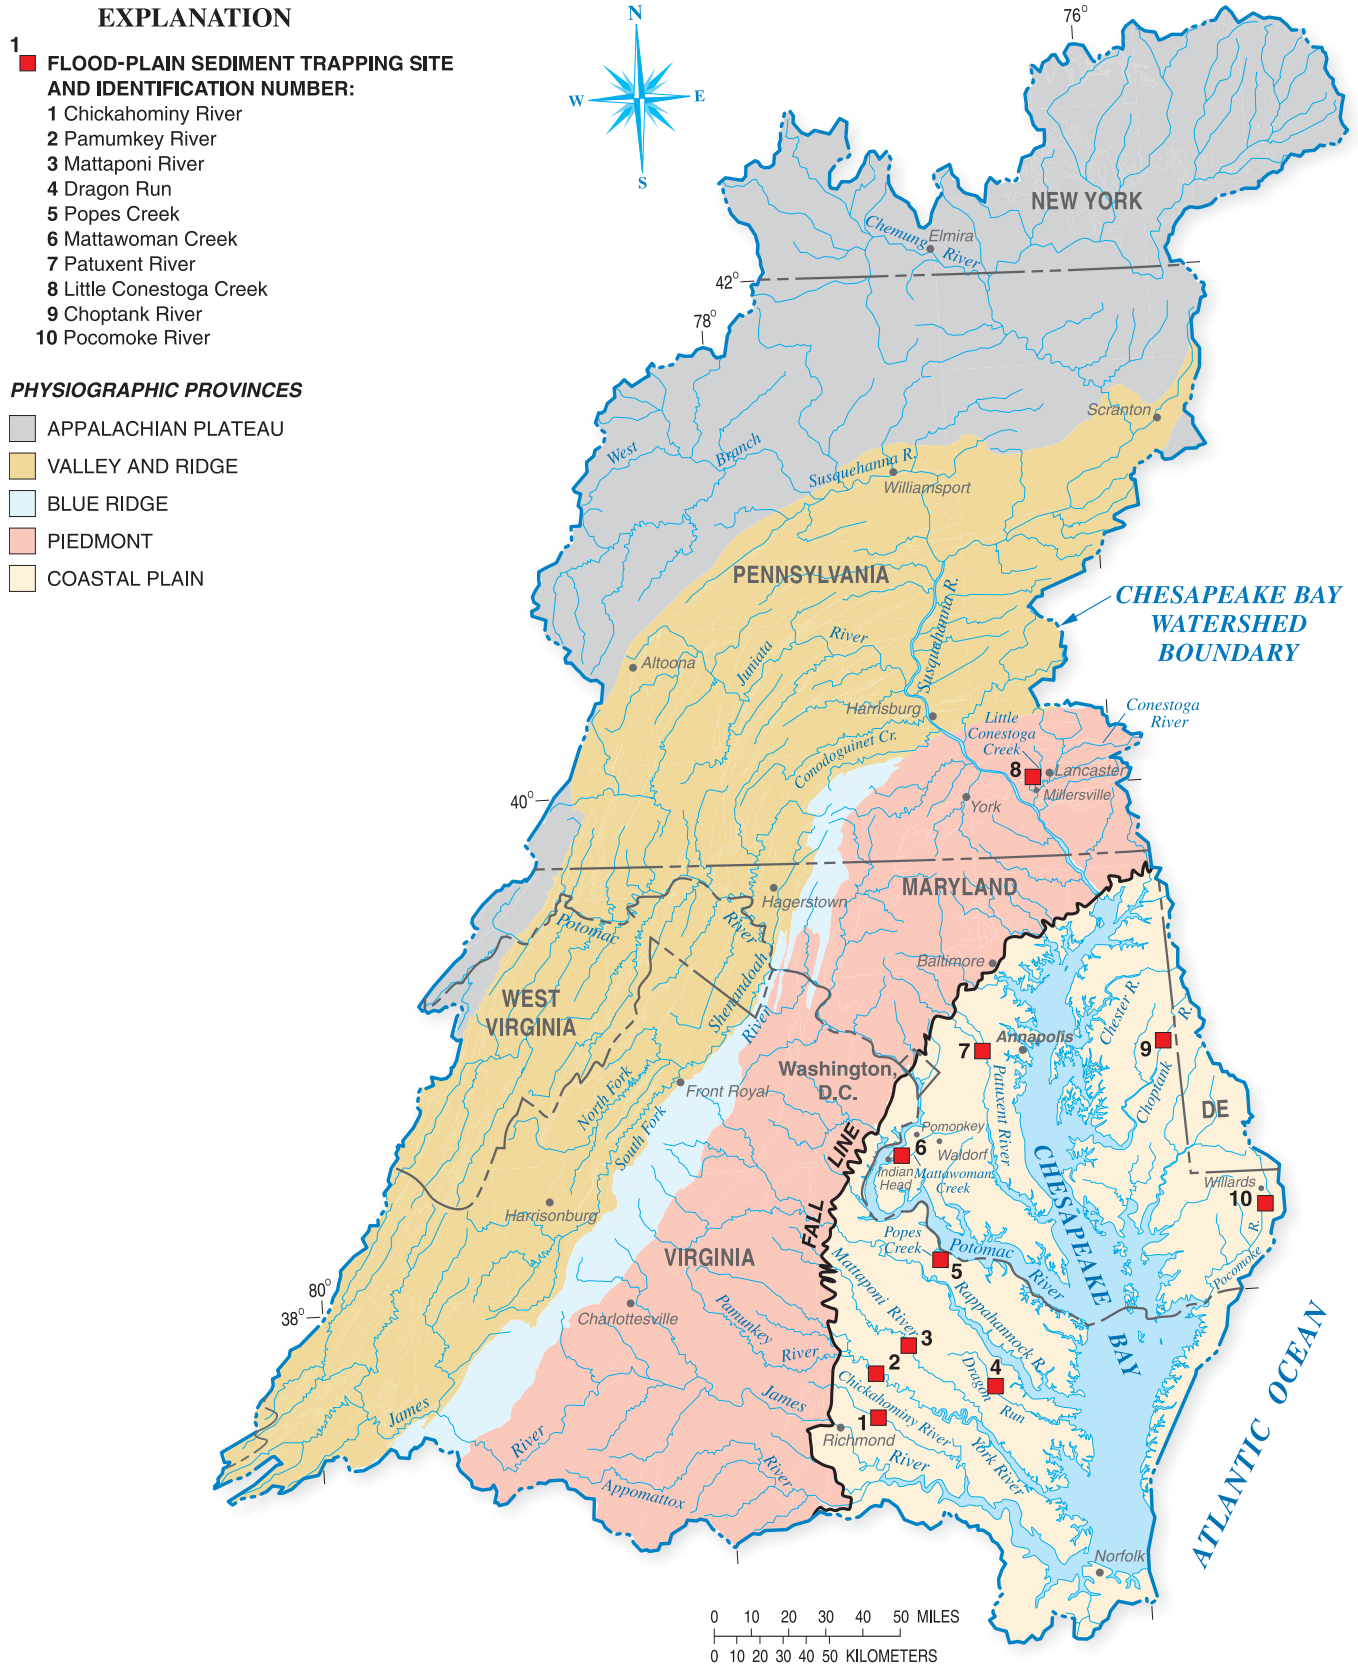 EXPLANATION
1
FLOOD-PLAIN SEDIMENT TRAPPING SITE
AND IDENTIFICATION NUMBER:
1 Chickahominy River
2 Pamumkey River
3 Mattaponi River
4 Dragon Run
5 Popes Creek
6 Mattawoman Creek
7 Patuxent River
8 Little Conestoga Creek
9 Choptank River
10 Pocomoke River
PHYSIOGRAPHIC PROVINCES
APPALACHIAN PLATEAU
VALLEY AND RIDGE
BLUE RIDGE
PIEDMONT
COASTAL PLAIN
N
W
E
S
76°
NEW YORK
Chemung
Elmira
River
42°
78°
Scranton
West
Branch
Susquehanna R.
Williamsport
PENNSYLVANIA
Susquehanna R.
CHESAPEAKE BAY
WATERSHED
BOUNDARY
River
Juniata
Altoona
Harrisburg
Little
Conestoga
Creek
Conestoga
River
Conodoguinet Cr.
8
Lancaster
Millersville
York
40°
MARYLAND
Hagerstown
Potomac
River
Baltimore
Shenandoah
River
WEST
VIRGINIA
Chester R.
R.
7
Annapolis
9
Washington,
D.C.
Front Royal
North Fork
South Fork
Patuxent River
Choptank
DE
LINE
Pomonkey
6
Waldorf
Indian
Head
Mattawoman
Creek
CHESAPEAKE
Willards
10
Harrisonburg
FALL
Popes
Creek
Potomac
River
R.
Pocomoke
VIRGINIA
Mattaponi River
5
80°
38°
Charlottesville
Pamunkey
River
Rappahannock R.
BAY
3
2
4
Dragon
Run
ATLANTIC OCEAN
James
James
River
Chickahominy River
1
Richmond
River
York River
Appomattox
River
Norfolk
0 10 20 30 40 50 MILES
0 10 20 30 40 50 KILOMETERS